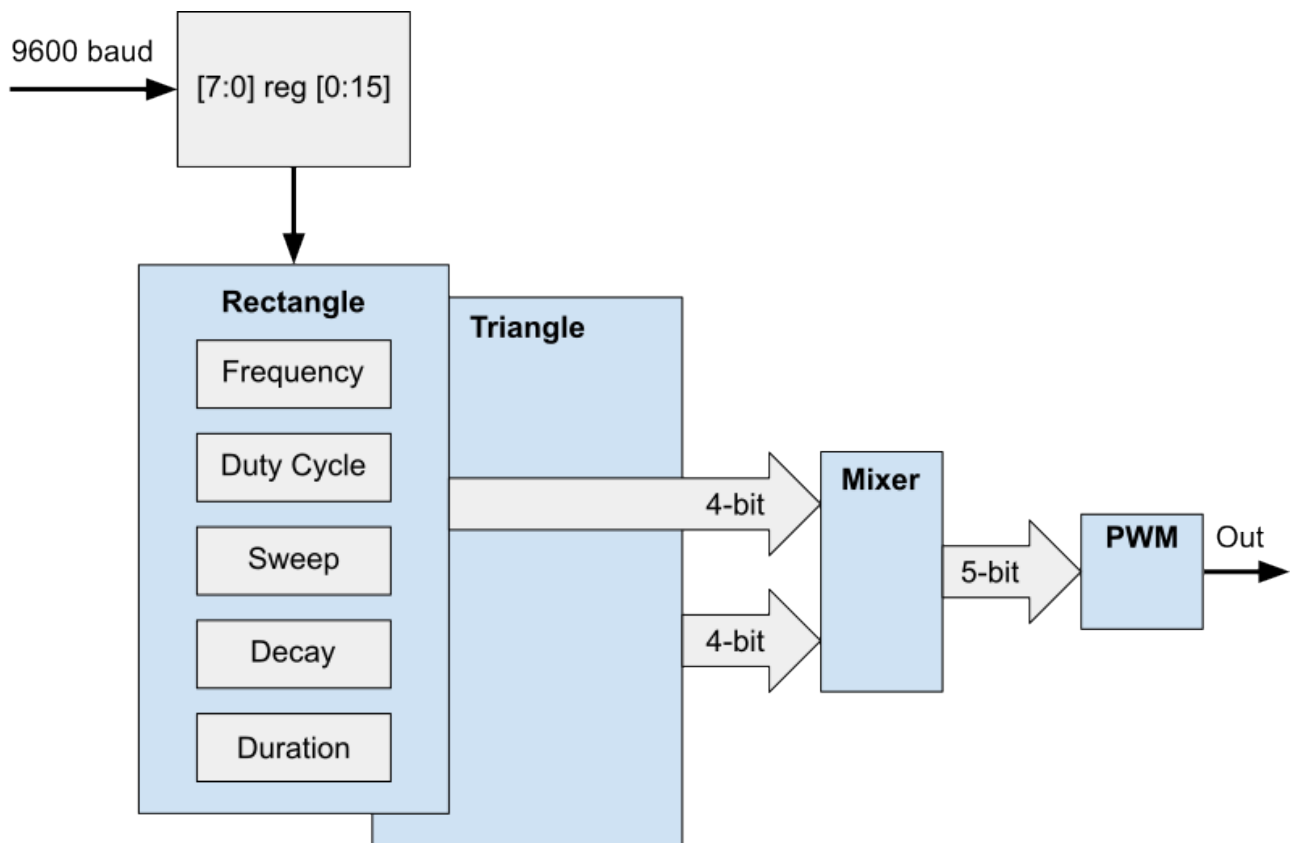 9600 baud
[7:0] reg [0:15]
Rectangle
Triangle
Frequency
Duty Cycle
Sweep
Decay
Duration
4-bit
4-bit
Mixer
5-bit
PWM
Out